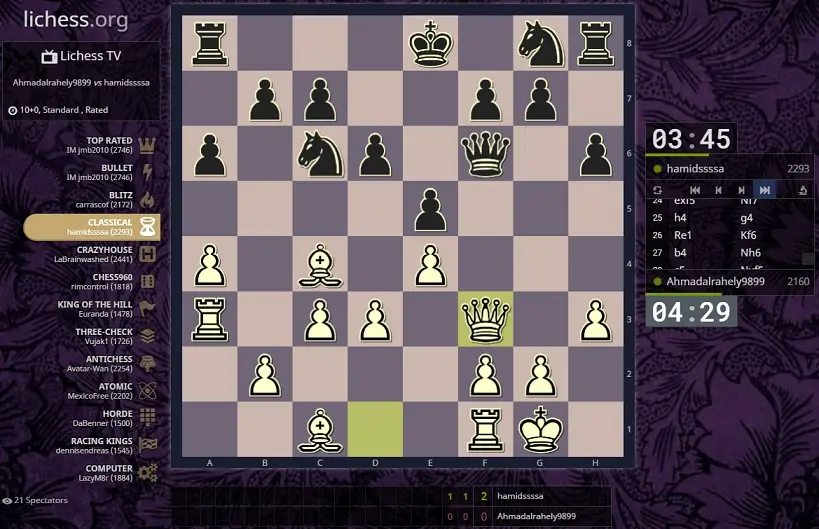 lichess.org
Lichess TV
Ahmadalrahely9899 vs hamidssssa
10+0, Standard , Rated
TOP RATED
IM jmb2010 (2746)
BULLET
IM jmb2010 (2746)
BLITZ
carrascof (2172)
CLASSICAL
hamidssssa (2293)
CRAZYHOUSE
LaBrainwashed (2441)
CHESS960
rimcontrol (1818)
KING OF THE HILL
Euranda (1478)
THREE-CHECK
Vujak1 (1726)
ANTICHESS
Avatar-Wan (2254)
ATOMIC
MexicoFree (2202)
HORDE
DaBenner (1500)
RACING KINGS
dennisendreas (1545)
COMPUTER
LazyM8r (1884)
21 Spectators
8
7
6
5
4
3
2
1
A B C D E F G H
03:45
hamidssssa 2293
24 exf5 Nf7
25 h4 g4
26 Re1 Kf6
27 b4 Nh6
Ahmadalrahely9899 2160
04:29
1 1 2 hamidssssa
0 0 0 Ahmadalrahely9899